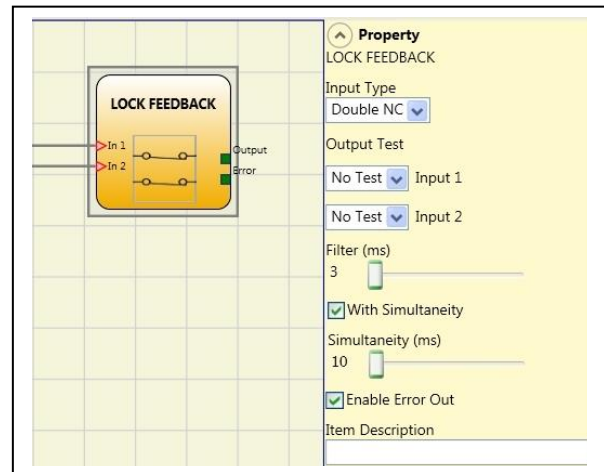 LOCK FEEDBACK
In 1
In 2
Output
Error
Property
LOCK FEEDBACK
Input Type
Double NC
Output Test
No Test Input 1
No Test Input 2
Filter (ms)
3
With Simultaneity
Simultaneity (ms)
10
Enable Error Out
Item Description